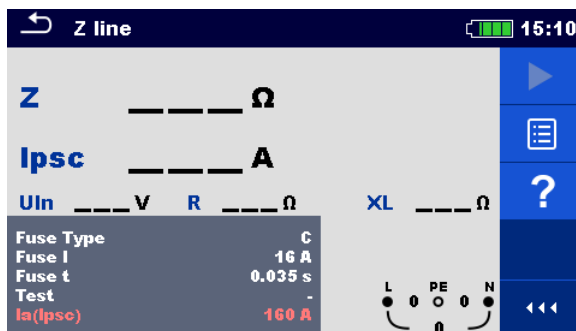 Z line 15:10
Z ___ Ω
Ipsc ___ A
Uln ___ V R ___ Ω XL ___ Ω
Fuse Type C
Fuse I 16 A
Fuse t 0.035 s
Test -
Ia(Ipsc) 160 A
L PE N
0 0
0
?